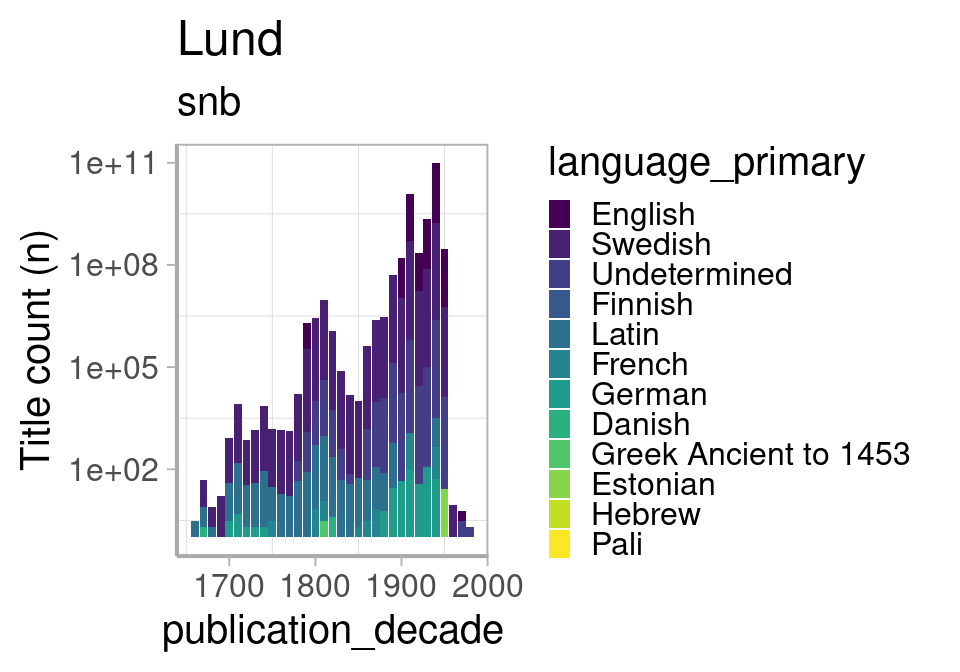 Lund
snb
1e+11
1e+08
1e+05
1e+02
Title count (n)
1700 1800 1900 2000
publication_decade
language_primary
English
Swedish
Undetermined
Finnish
Latin
French
German
Danish
Greek Ancient to 1453
Estonian
Hebrew
Pali